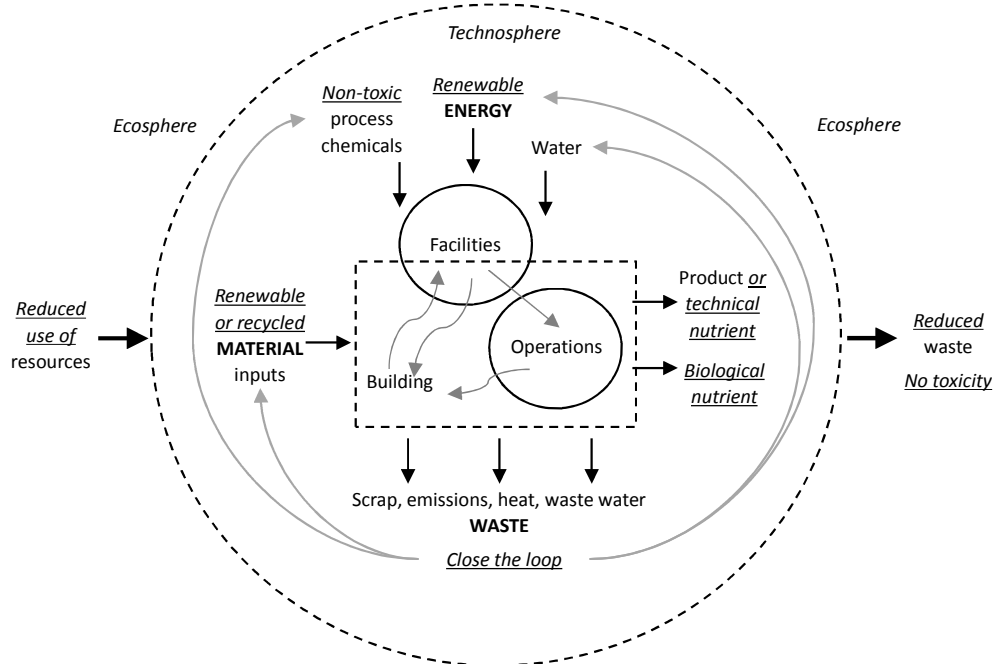 Technosphere
Ecosphere
Ecosphere
Non-toxic
process
chemicals
Renewable
ENERGY
Water
Facilities
Reduced
use of
resources
Renewable
or recycled
MATERIAL
inputs
Building
Operations
Product or
technical
nutrient
Biological
nutrient
Reduced
waste
No toxicity
Scrap, emissions, heat, waste water
WASTE
Close the loop